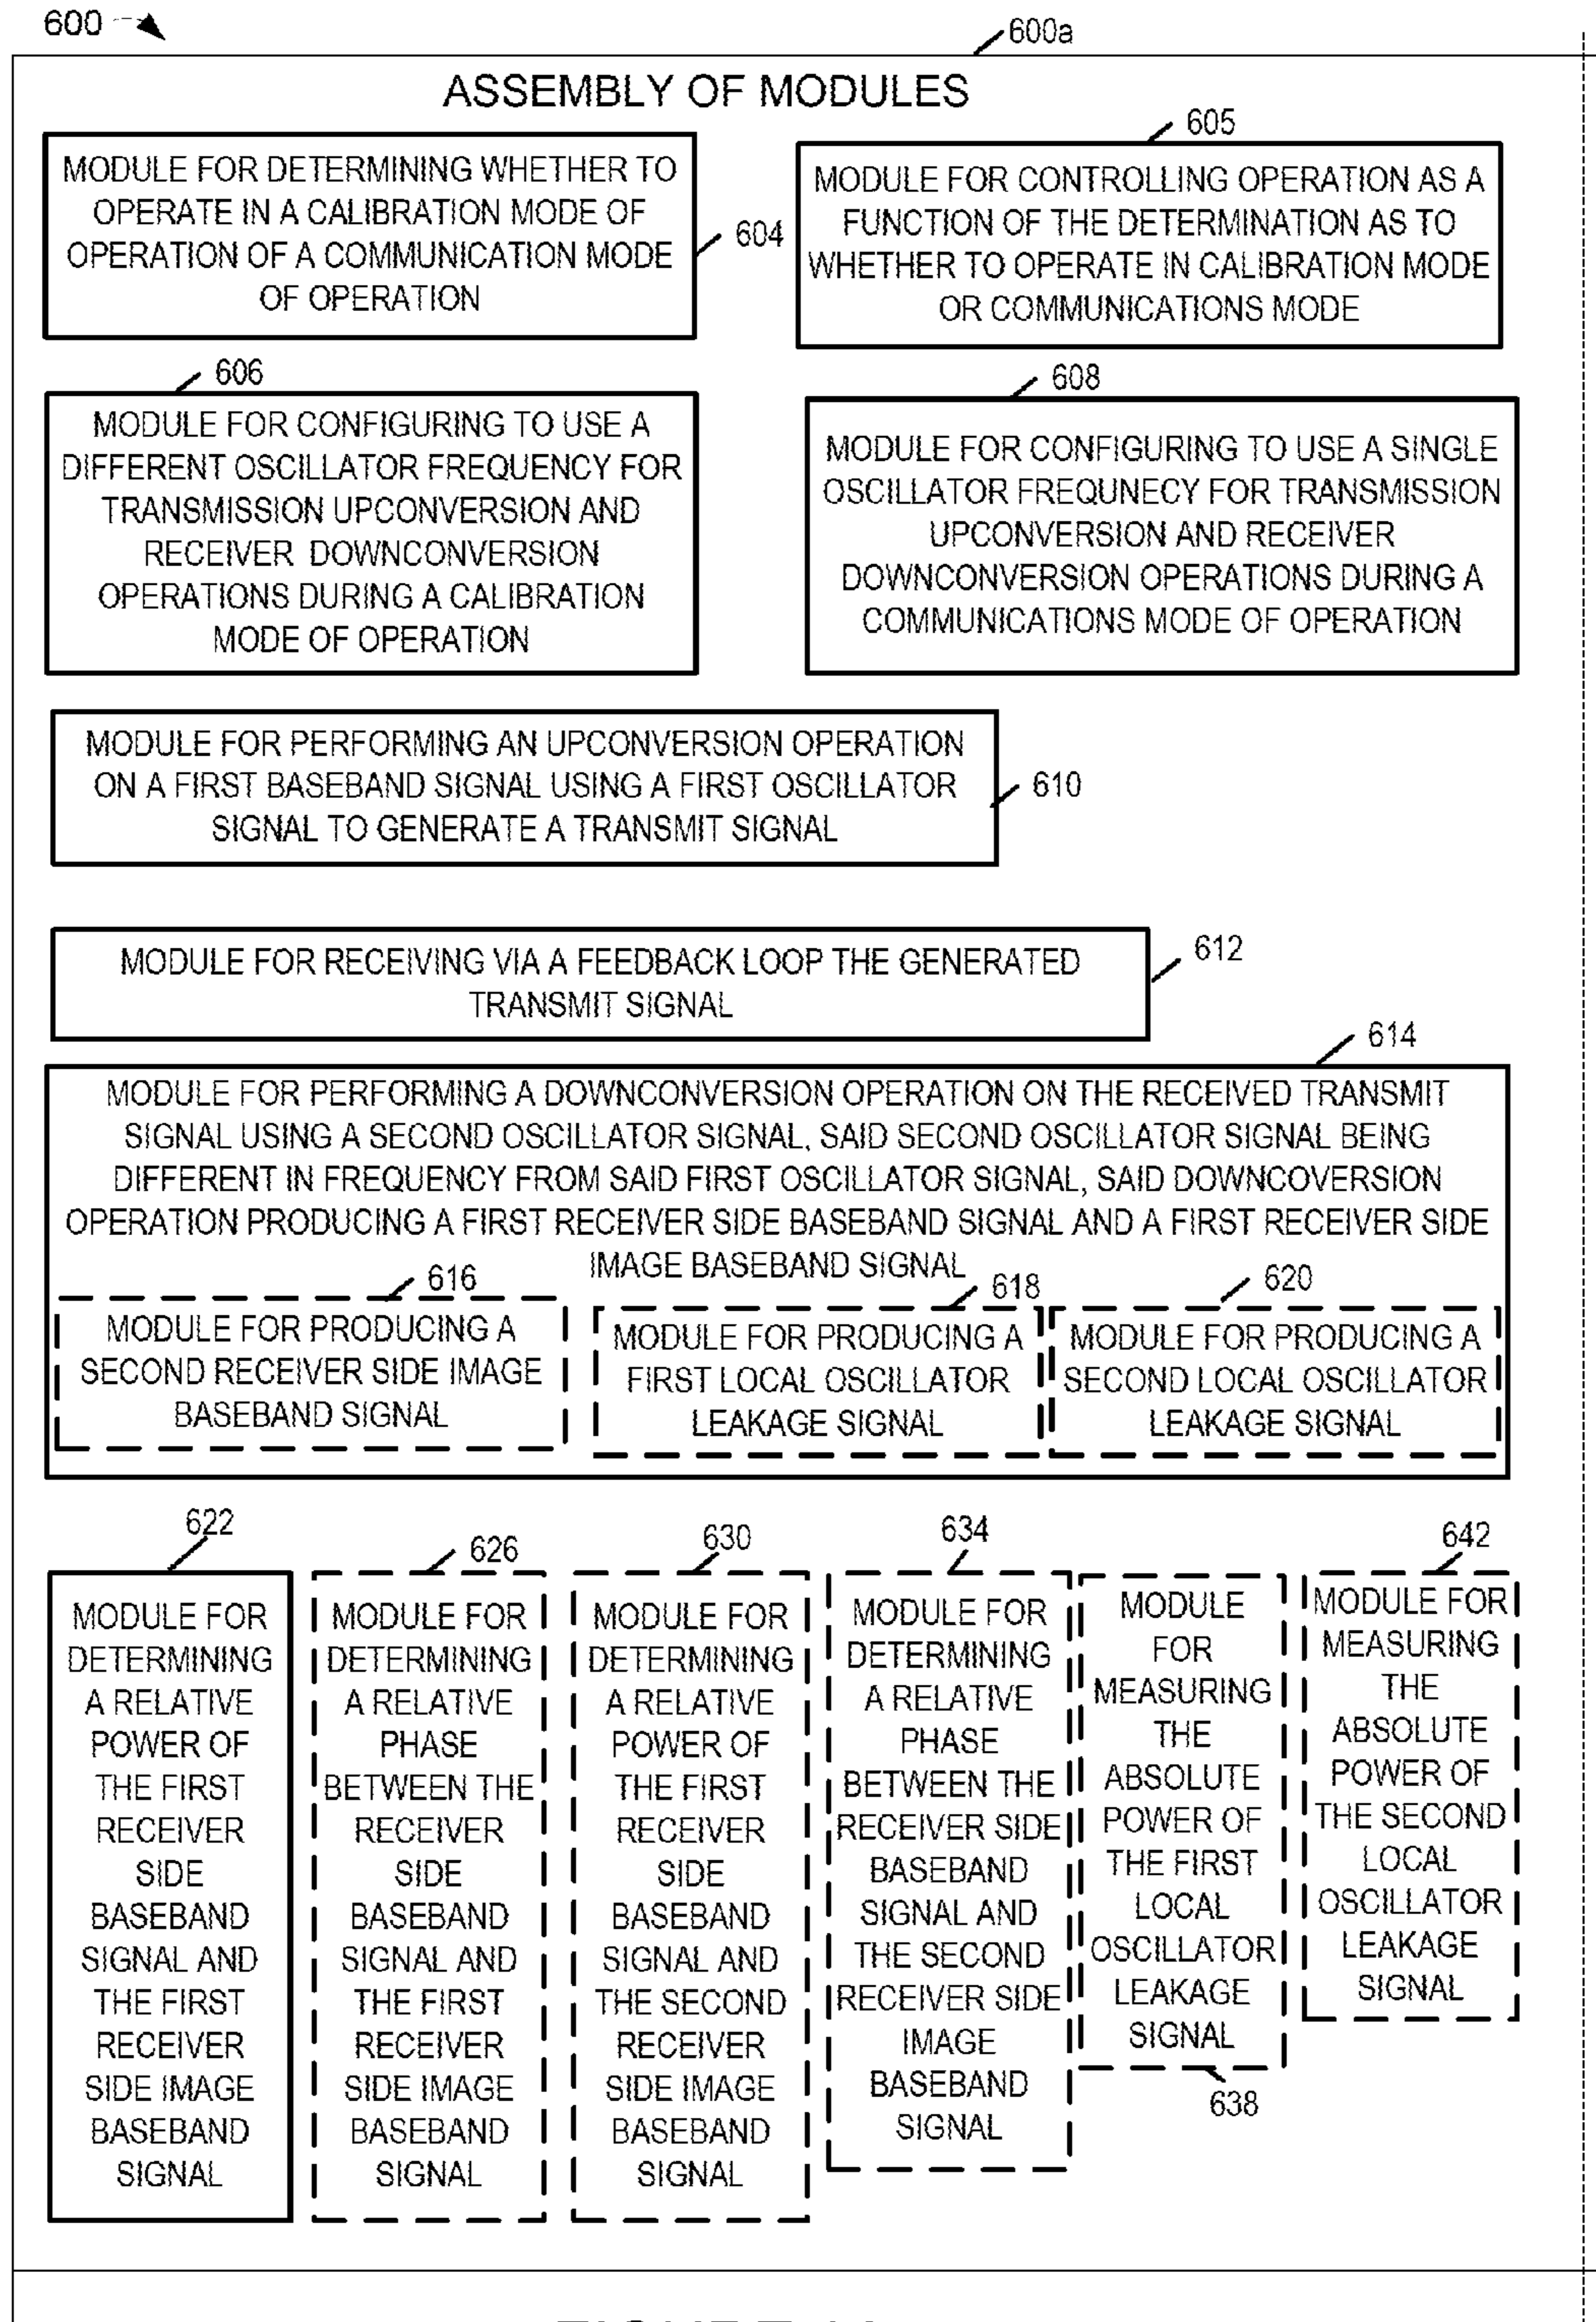 600
600a
ASSEMBLY OF MODULES
MODULE FOR DETERMINING WHETHER TO
OPERATE IN A CALIBRATION MODE OF
OPERATION OF A COMMUNICATION MODE
OF OPERATION
604
605
MODULE FOR CONTROLLING OPERATION AS A
FUNCTION OF THE DETERMINATION AS TO
WHETHER TO OPERATE IN CALIBRATION MODE
OR COMMUNICATIONS MODE
606
MODULE FOR CONFIGURING TO USE A
DIFFERENT OSCILLATOR FREQUENCY FOR
TRANSMISSION UPCONVERSION AND
RECEIVER DOWNCONVERSION
OPERATIONS DURING A CALIBRATION
MODE OF OPERATION
608
MODULE FOR CONFIGURING TO USE A SINGLE
OSCILLATOR FREQUNECY FOR TRANSMISSION
UPCONVERSION AND RECEIVER
DOWNCONVERSION OPERATIONS DURING A
COMMUNICATIONS MODE OF OPERATION
MODULE FOR PERFORMING AN UPCONVERSION OPERATION
ON A FIRST BASEBAND SIGNAL USING A FIRST OSCILLATOR
SIGNAL TO GENERATE A TRANSMIT SIGNAL
610
MODULE FOR RECEIVING VIA A FEEDBACK LOOP THE GENERATED
TRANSMIT SIGNAL
612
614
MODULE FOR PERFORMING A DOWNCONVERSION OPERATION ON THE RECEIVED TRANSMIT
SIGNAL USING A SECOND OSCILLATOR SIGNAL, SAID SECOND OSCILLATOR SIGNAL BEING
DIFFERENT IN FREQUENCY FROM SAID FIRST OSCILLATOR SIGNAL, SAID DOWNCOVERSION
OPERATION PRODUCING A FIRST RECEIVER SIDE BASEBAND SIGNAL AND A FIRST RECEIVER SIDE
IMAGE BASEBAND SIGNAL
616
MODULE FOR PRODUCING A
SECOND RECEIVER SIDE IMAGE
BASEBAND SIGNAL
618
MODULE FOR PRODUCING A
FIRST LOCAL OSCILLATOR
LEAKAGE SIGNAL
620
MODULE FOR PRODUCING A
SECOND LOCAL OSCILLATOR
LEAKAGE SIGNAL
622
MODULE FOR
DETERMINING
A RELATIVE
POWER OF
THE FIRST
RECEIVER
SIDE
BASEBAND
SIGNAL AND
THE FIRST
RECEIVER
SIDE IMAGE
BASEBAND
SIGNAL
626
MODULE FOR
DETERMINING
A RELATIVE
PHASE
BETWEEN THE
RECEIVER
SIDE
BASEBAND
SIGNAL AND
THE FIRST
RECEIVER
SIDE IMAGE
BASEBAND
SIGNAL
630
MODULE FOR
DETERMINING
A RELATIVE
POWER OF
THE FIRST
RECEIVER
SIDE
BASEBAND
SIGNAL AND
THE SECOND
RECEIVER
SIDE IMAGE
BASEBAND
SIGNAL
634
MODULE FOR
DETERMINING
A RELATIVE
PHASE
BETWEEN THE
RECEIVER SIDE
BASEBAND
SIGNAL AND
THE SECOND
RECEIVER SIDE
IMAGE
BASEBAND
SIGNAL
MODULE
FOR
MEASURING
THE
ABSOLUTE
POWER OF
THE FIRST
LOCAL
OSCILLATOR
LEAKAGE
SIGNAL
638
642
MODULE FOR
MEASURING
THE
ABSOLUTE
POWER OF
THE SECOND
LOCAL
OSCILLATOR
LEAKAGE
SIGNAL